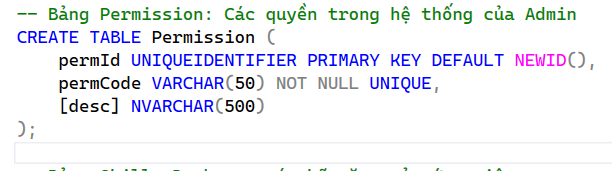 -- Bảng Permission: Các quyền trong hệ thống của Admin
CREATE TABLE Permission (
    permId UNIQUEIDENTIFIER PRIMARY KEY DEFAULT NEWID(),
    permCode VARCHAR(50) NOT NULL UNIQUE,
    [desc] NVARCHAR(500)
);